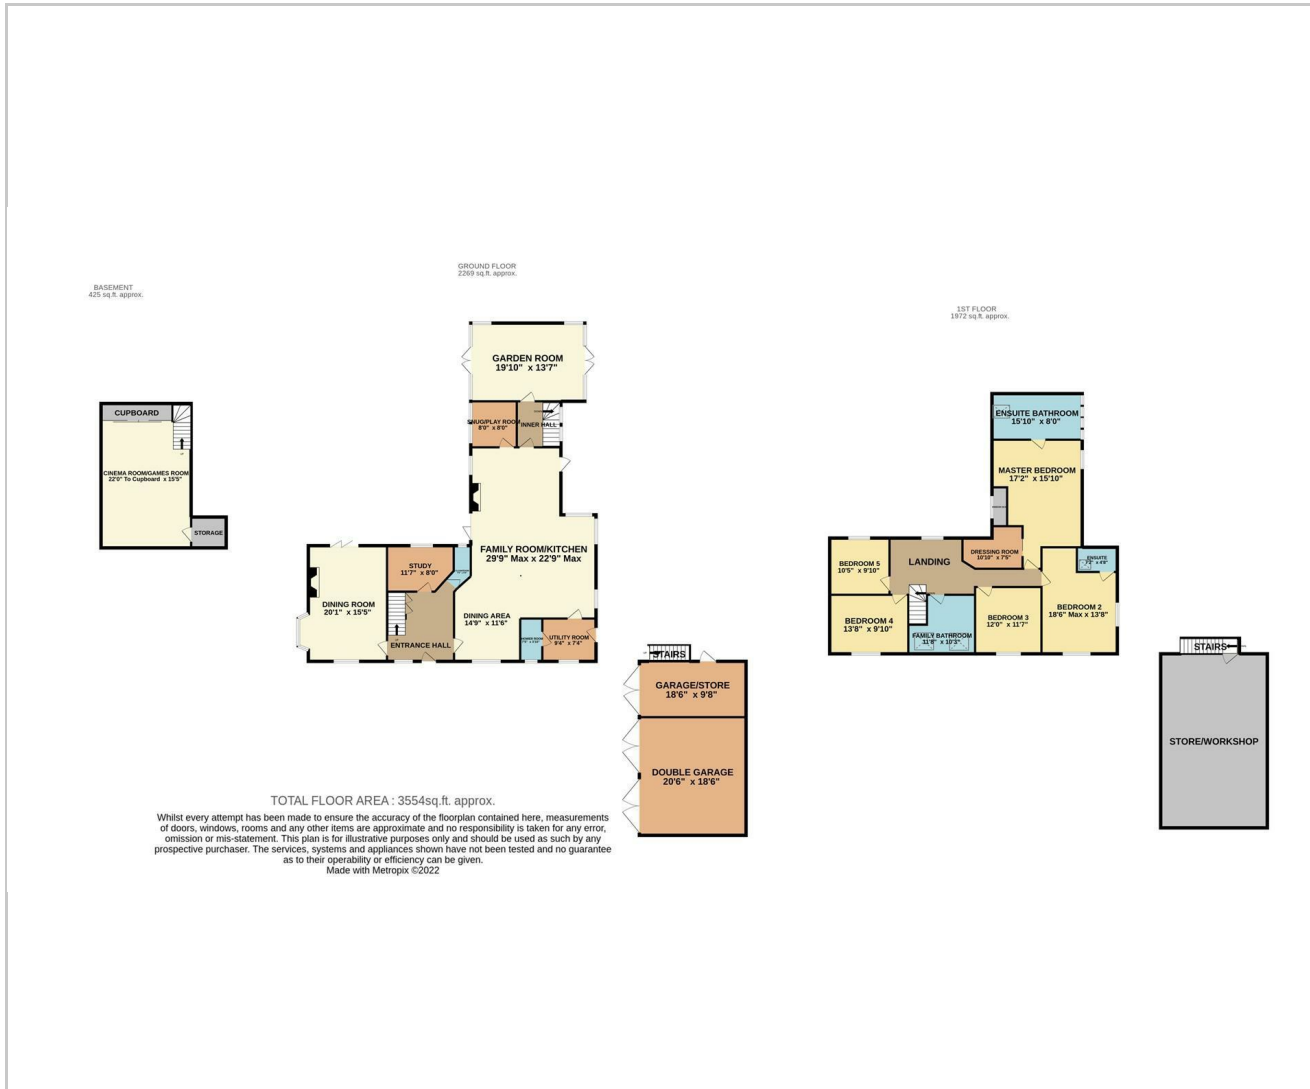 BASEMENT
425 sq.ft. approx.
CUPBOARD
CINEMA ROOM/GAMES ROOM
22'0" To Cupboard x 15'5"
STORAGE
GROUND FLOOR
2269 sq.ft. approx.
GARDEN ROOM
19'10" x 13'7"
SNUG/PLAY ROOM
8'0" x 8'0"
INNER HALL
FAMILY ROOM/KITCHEN
29'9" Max x 22'9" Max
STUDY
11'7" x 8'0"
DINING ROOM
20'1" x 15'5"
DINING AREA
14'9" x 11'6"
ENTRANCE HALL
UTILITY ROOM
9'4" x 7'4"
STAIRS
GARAGE/STORE
18'6" x 9'8"
DOUBLE GARAGE
20'6" x 18'6"
1ST FLOOR
1972 sq.ft. approx.
ENSUITE BATHROOM
15'10" x 8'0"
MASTER BEDROOM
17'2" x 15'10"
DRESSING ROOM
10'10" x 7'5"
ENSUITE
LANDING
BEDROOM 5
10'5" x 9'10"
BEDROOM 4
13'8" x 9'10"
FAMILY BATHROOM
11'8" x 10'3"
BEDROOM 3
12'0" x 11'7"
BEDROOM 2
18'6" Max x 13'8"
STAIRS
STORE/WORKSHOP
TOTAL FLOOR AREA : 3554sq.ft. approx.
Whilst every attempt has been made to ensure the accuracy of the floorplan contained here, measurements
of doors, windows, rooms and any other items are approximate and no responsibility is taken for any error,
omission or mis-statement. This plan is for illustrative purposes only and should be used as such by any
prospective purchaser. The services, systems and appliances shown have not been tested and no guarantee
as to their operability or efficiency can be given.
Made with Metropix ©2022